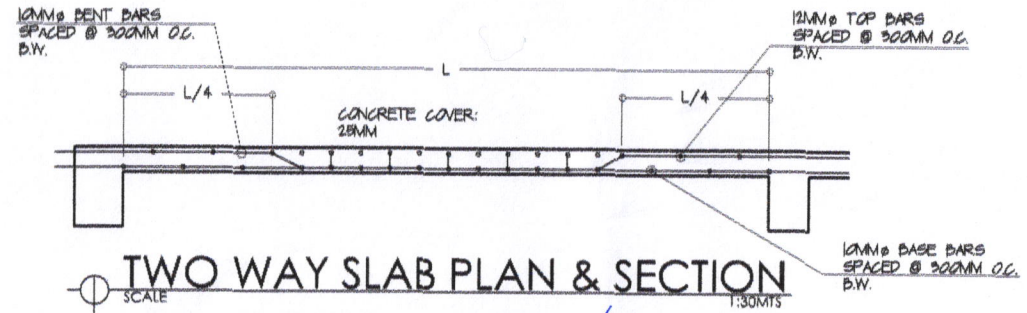 10MMø BENT BARS
SPACED @ 300MM O.C.
B.W.
12MMø TOP BARS
SPACED @ 300MM O.C.
B.W.
L
L/4
L/4
CONCRETE COVER:
25MM
10MMø BASE BARS
SPACED @ 300MM O.C.
B.W.
TWO WAY SLAB PLAN & SECTION
SCALE
1:30MTS